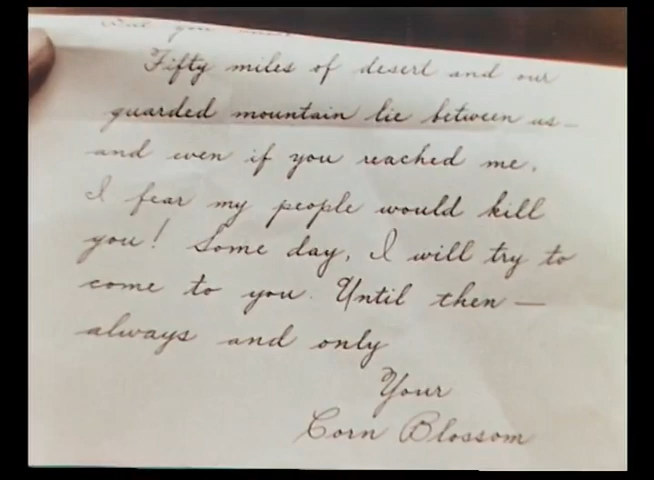 Fifty miles of desert and our
guarded mountain lie between us —
and even if you reached me,
I fear my people would kill
you! Some day, I will try to
come to you. Until then —
always and only
Your
Corn Blossom